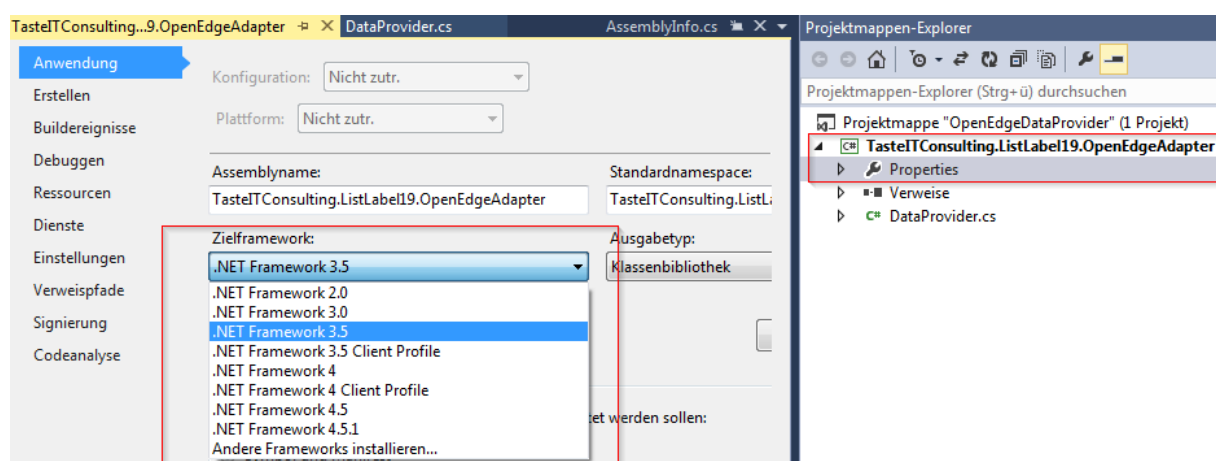 TasteITConsulting...9.OpenEdgeAdapter
DataProvider.cs
AssemblyInfo.cs
Anwendung
Erstellen
Buildereignisse
Debuggen
Ressourcen
Dienste
Einstellungen
Verweispfade
Signierung
Codeanalyse
Konfiguration: Nicht zutr.
Plattform: Nicht zutr.
Assemblyname:
Standardnamespace:
TasteITConsulting.ListLabel19.OpenEdgeAdapter
TasteITConsulting.ListLa
Zielframework:
Ausgabetyp:
.NET Framework 3.5
Klassenbibliothek
.NET Framework 2.0
.NET Framework 3.0
.NET Framework 3.5
.NET Framework 3.5 Client Profile
.NET Framework 4
.NET Framework 4 Client Profile
.NET Framework 4.5
.NET Framework 4.5.1
Andere Frameworks installieren...
tet werden sollen:
Projektmappen-Explorer
Projektmappen-Explorer (Strg+ü) durchsuchen
Projektmappe "OpenEdgeDataProvider" (1 Projekt)
C# TasteITConsulting.ListLabel19.OpenEdgeAdapter
Properties
Verweise
C# DataProvider.cs